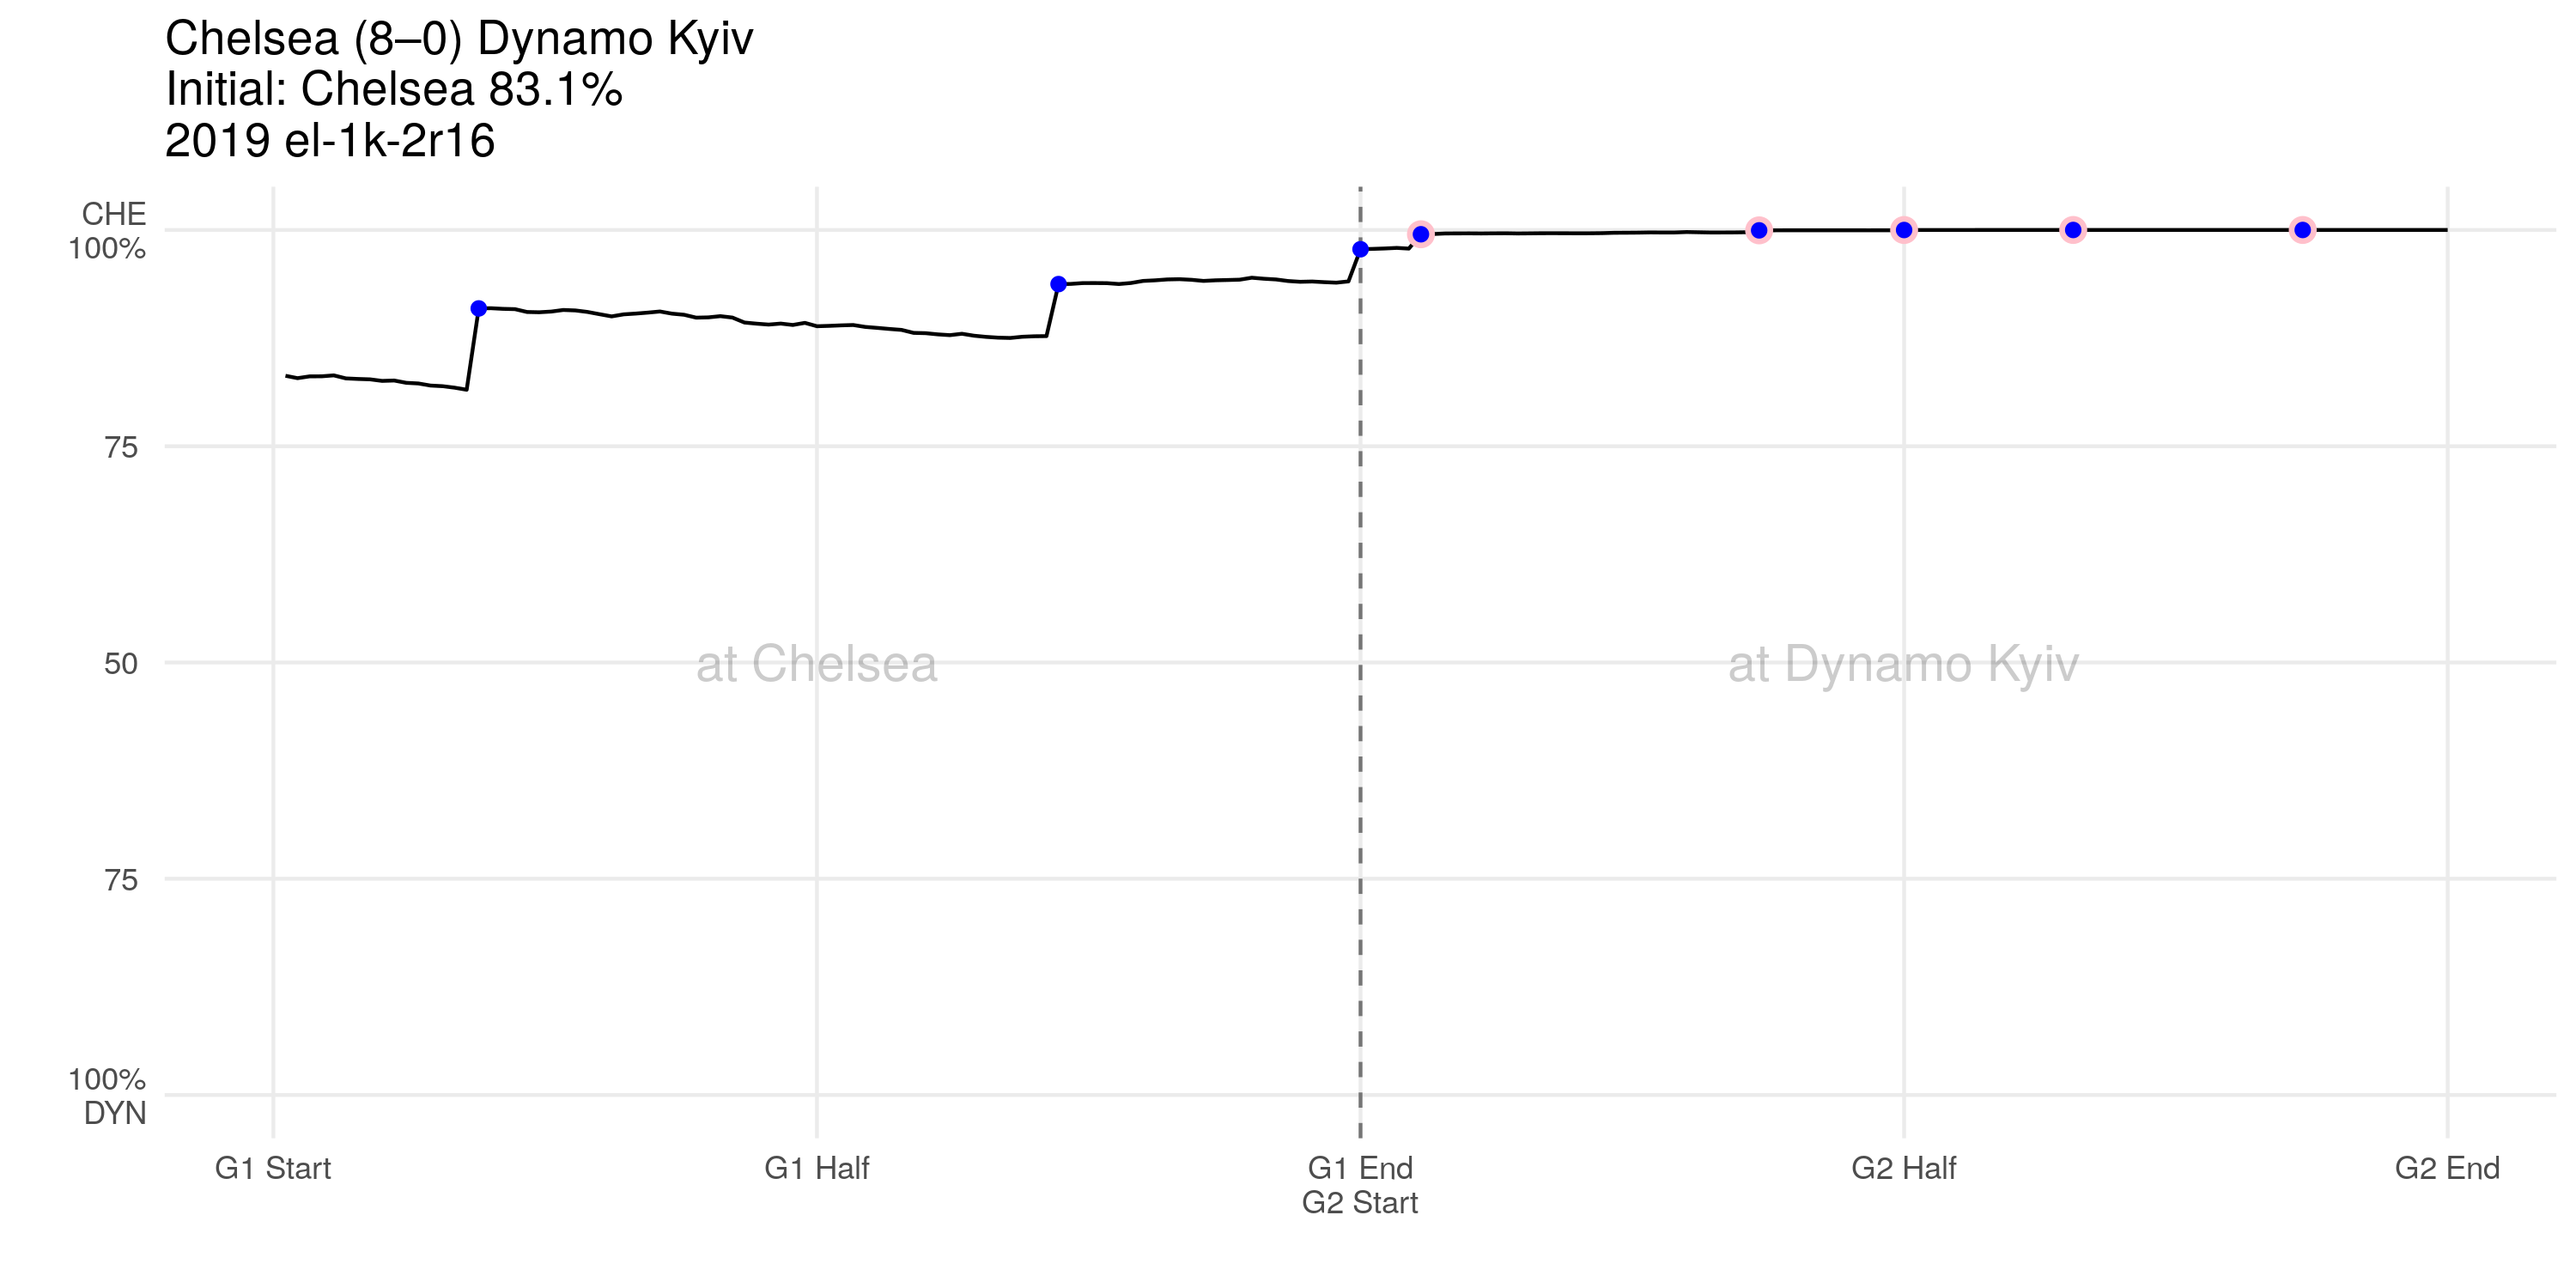 Chelsea (8–0) Dynamo Kyiv
Initial: Chelsea 83.1%
2019 el-1k-2r16
CHE
100%
75
50
75
100%
DYN
at Chelsea
at Dynamo Kyiv
G1 Start
G1 Half
G1 End
G2 Start
G2 Half
G2 End